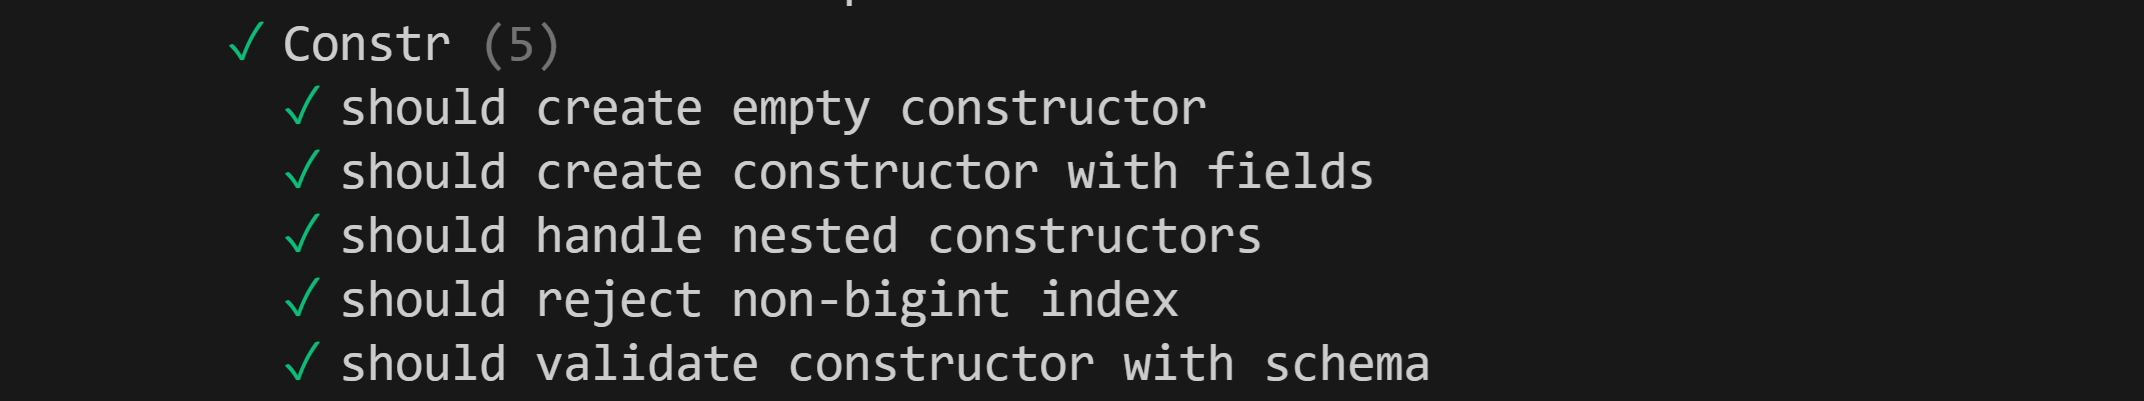 ✓ Constr (5)
✓ should create empty constructor
✓ should create constructor with fields
✓ should handle nested constructors
✓ should reject non-bigint index
✓ should validate constructor with schema